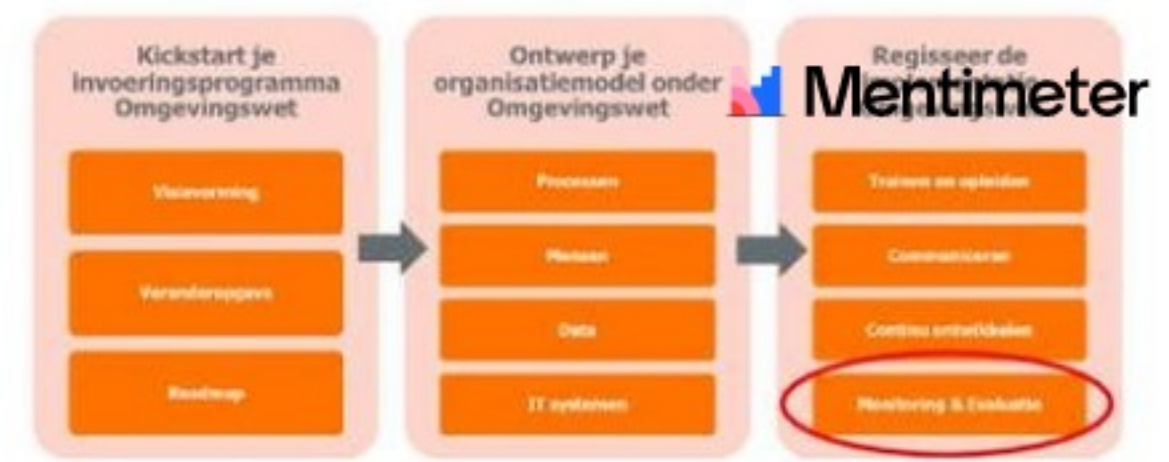 Kickstart je
invoeringsprogramma
Omgevingswet
Visievorming
Veranderopgave
Roadmap
Ontwerp je
organisatiemodel onder
Omgevingswet
Processen
Mensen
Data
IT systemen
Regisseer de
Mentimeter
Trainen en opleiden
Communiceren
Continu ontwikkelen
Monitoring & Evaluatie